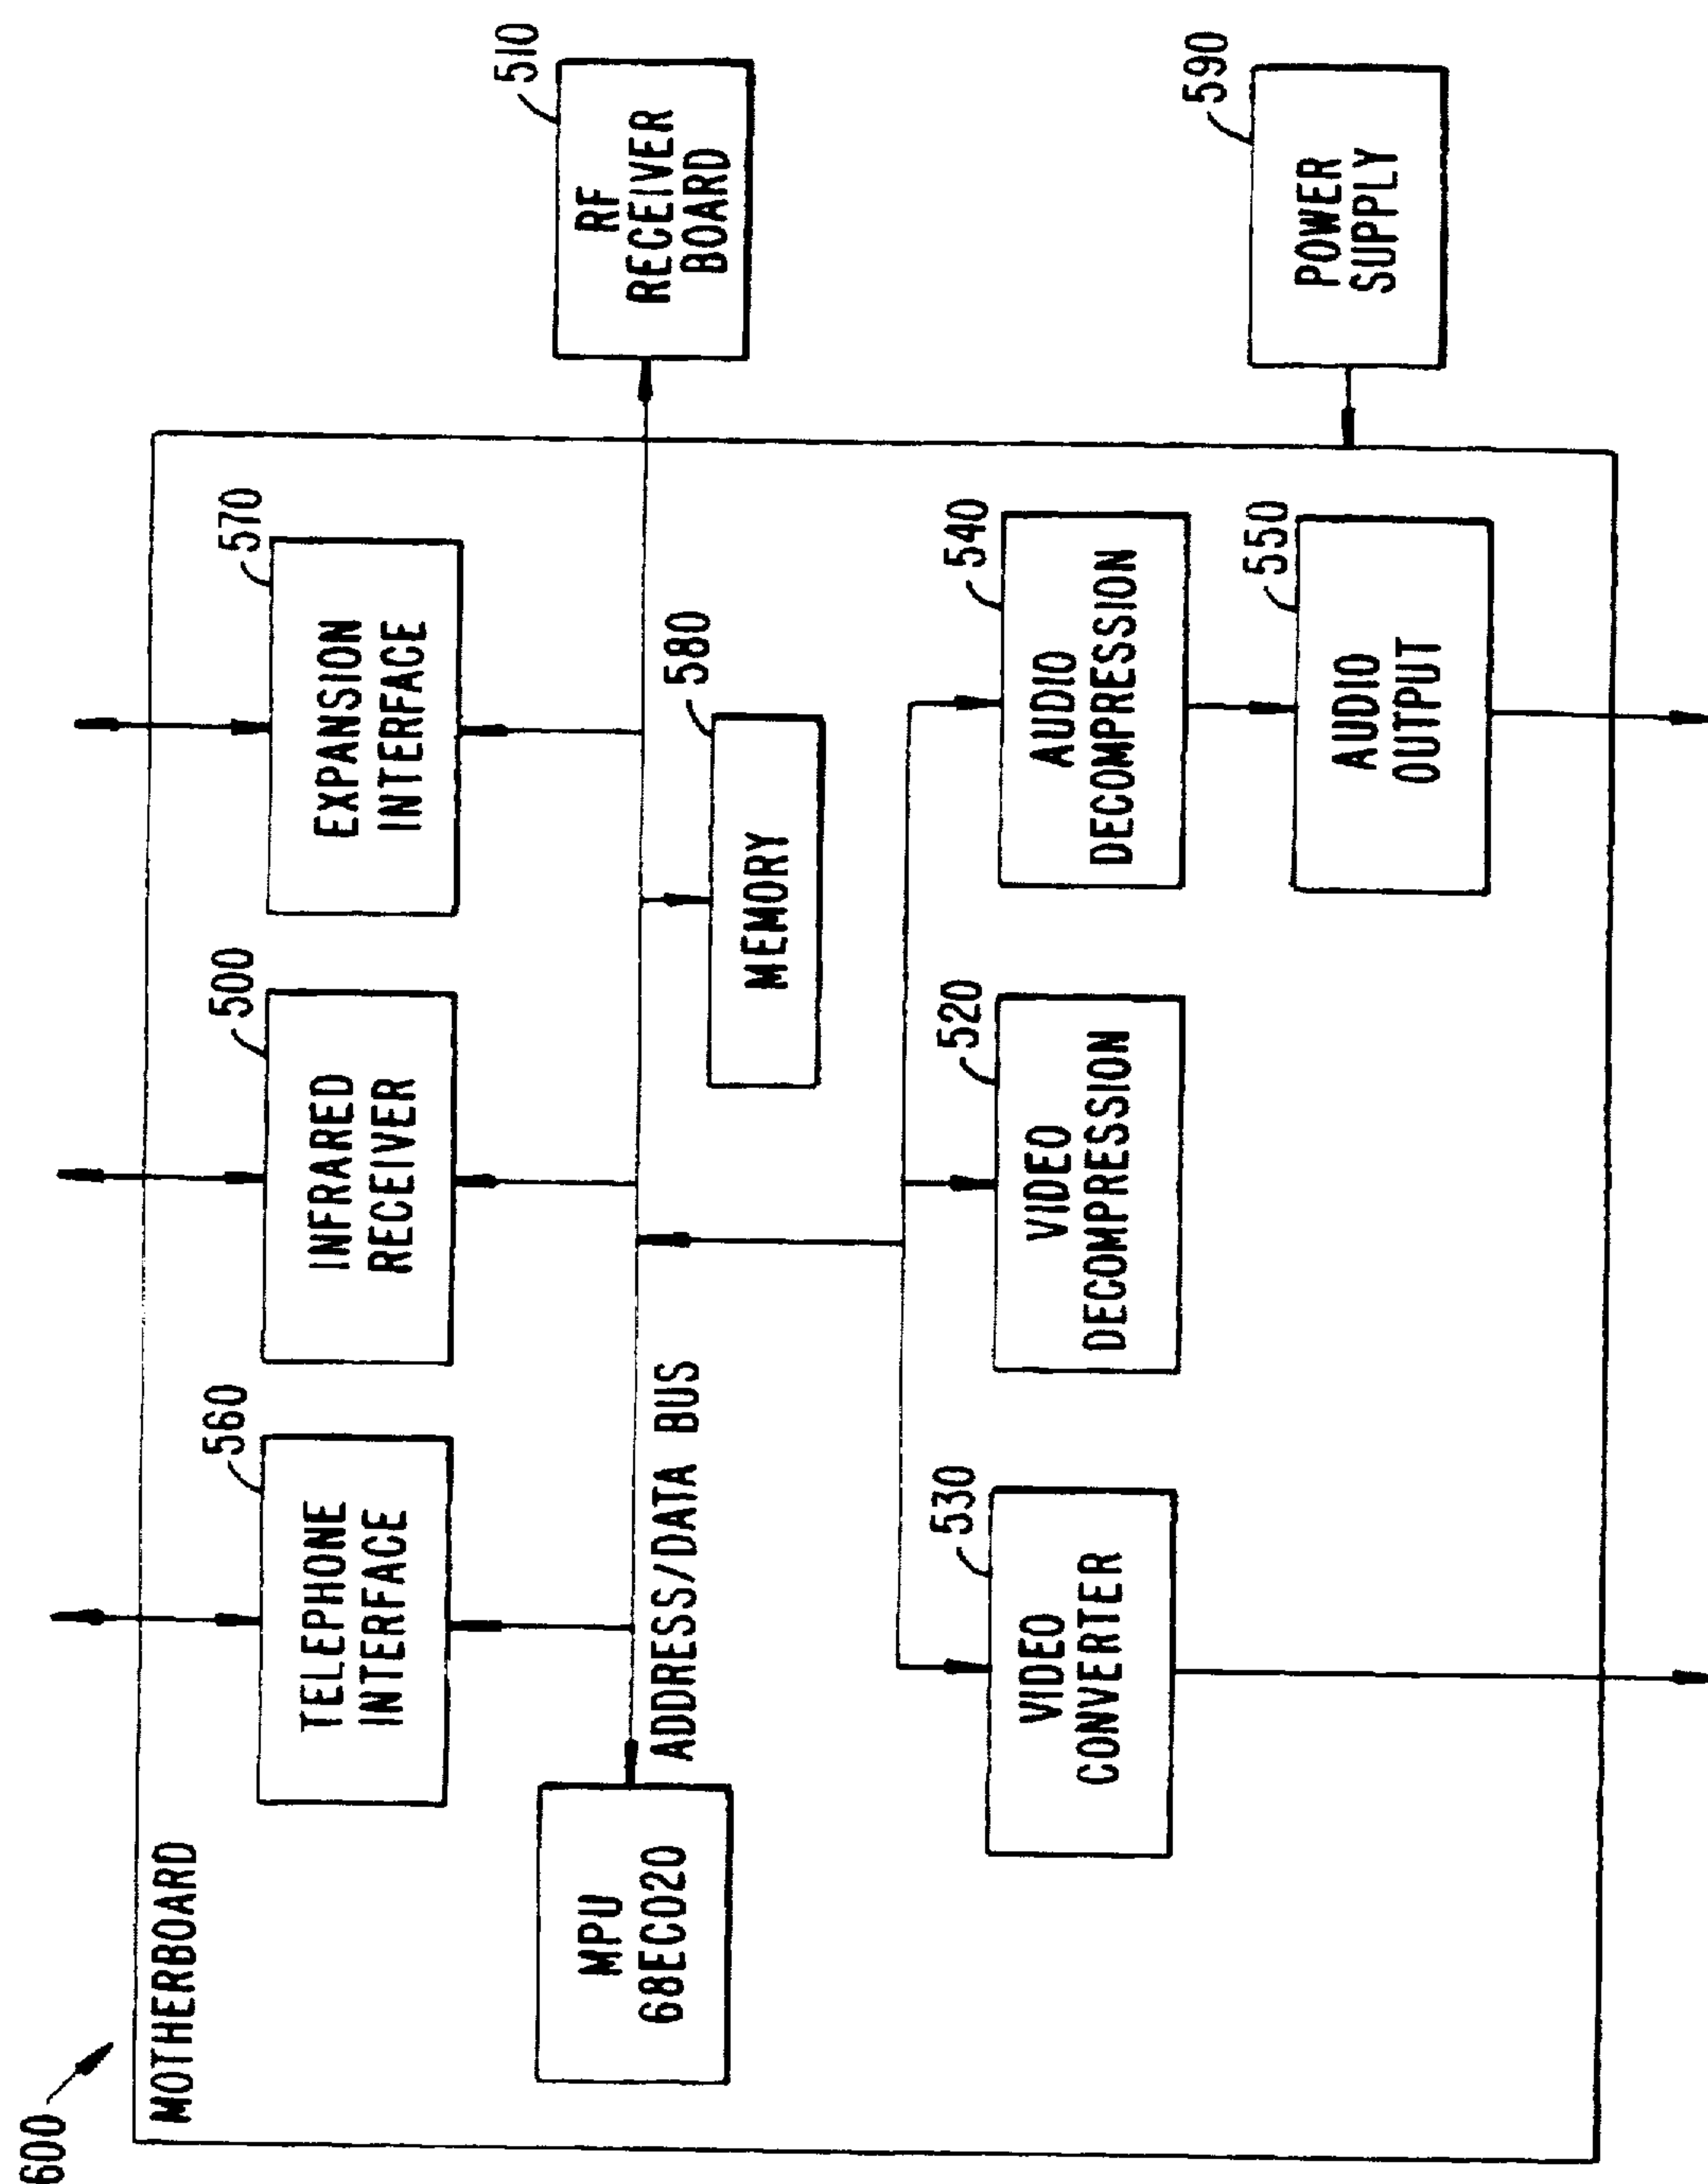 600
MOTHERBOARD
560
TELEPHONE
INTERFACE
500
INFRARED
RECEIVER
570
EXPANSION
INTERFACE
510
RF
RECEIVER
BOARD
MPU
68EC020
ADDRESS/DATA BUS
580
MEMORY
530
VIDEO
CONVERTER
520
VIDEO
DECOMPRESSION
540
AUDIO
DECOMPRESSION
550
AUDIO
OUTPUT
590
POWER
SUPPLY